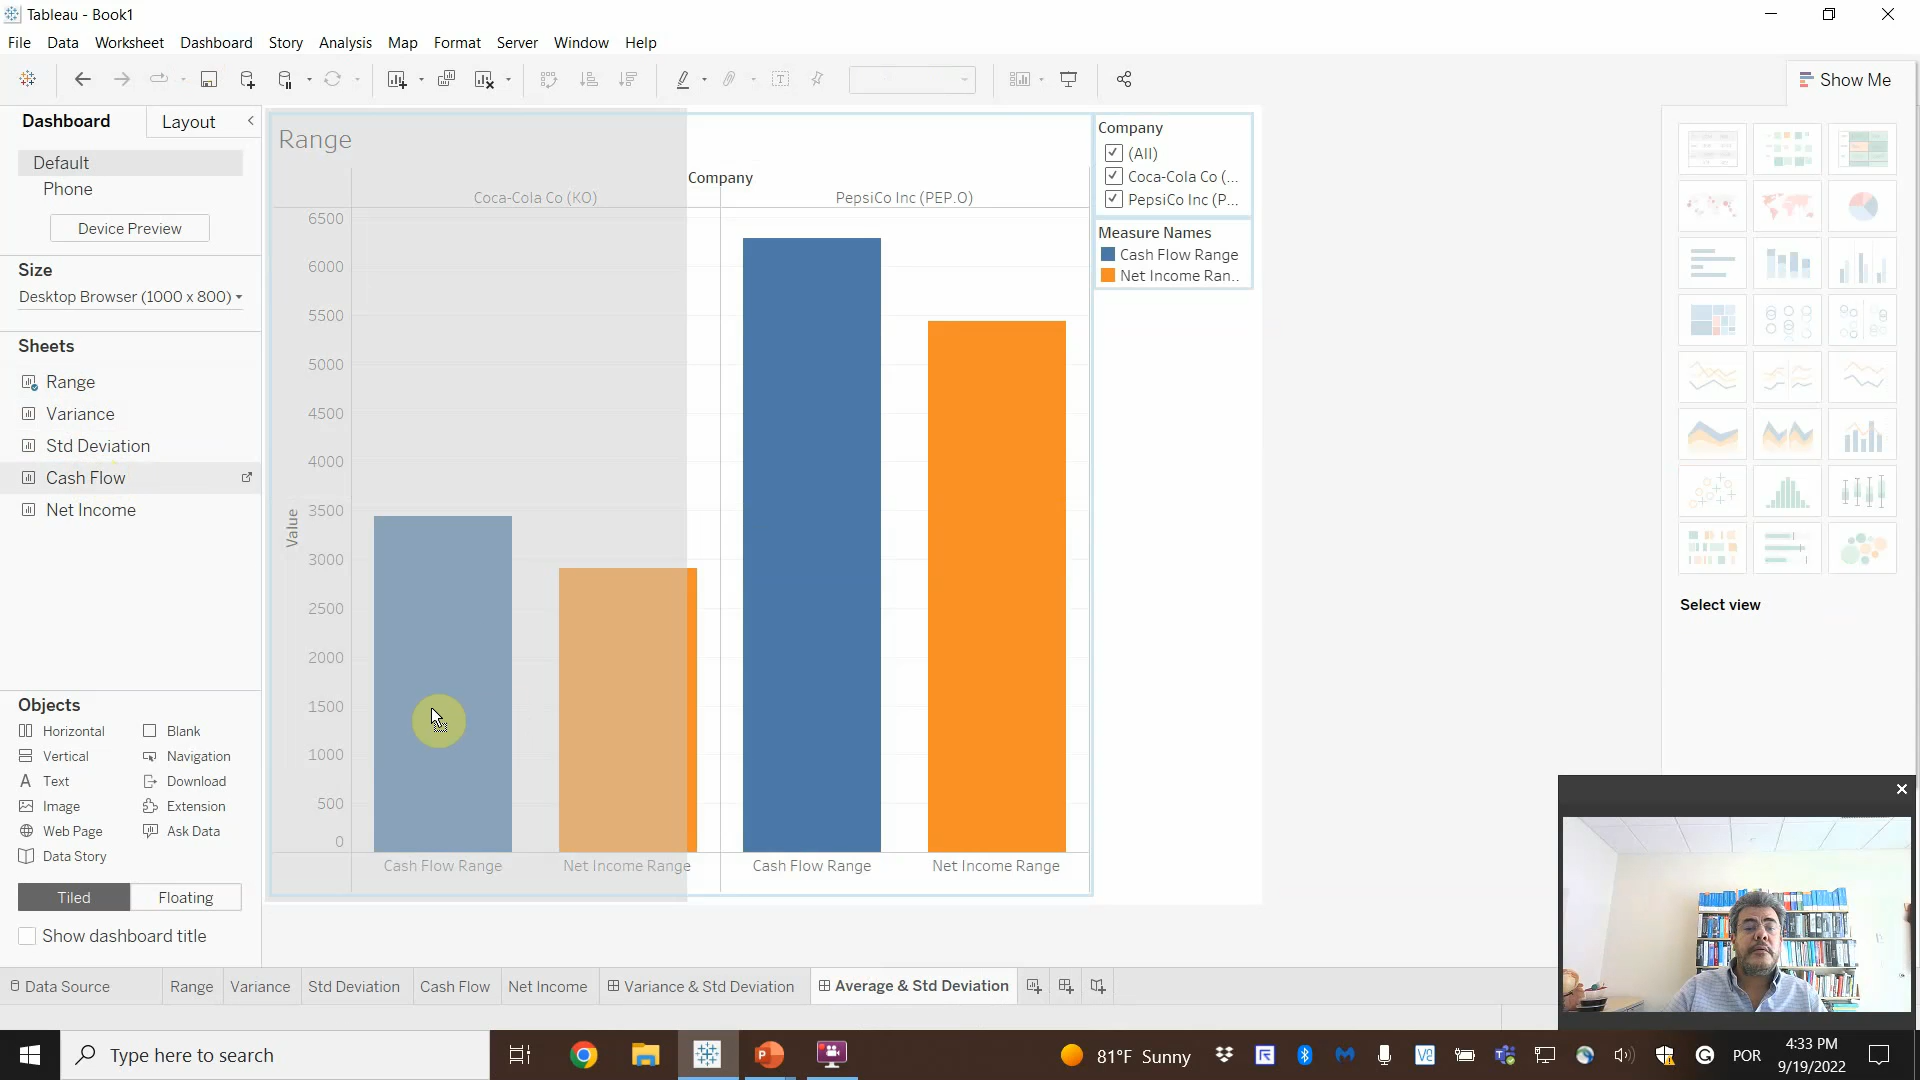 Tableau - Book1
File Data Worksheet Dashboard Story Analysis Map Format Server Window Help
Show Me
Dashboard
Layout
Default
Phone
Device Preview
Size
Desktop Browser (1000 x 800)
Sheets
Range
Variance
Std Deviation
Cash Flow
Net Income
Objects
Horizontal Blank
Vertical Navigation
Text Download
Image Extension
Web Page Ask Data
Data Story
Tiled Floating
Show dashboard title
Range
Company
Coca-Cola Co (KO) PepsiCo Inc (PEP.O)
6500
6000
5500
5000
4500
4000
3500
3000
2500
2000
1500
1000
500
0
Value
Cash Flow Range Net Income Range Cash Flow Range Net Income Range
Company
(All)
Coca-Cola Co (...
PepsiCo Inc (P...
Measure Names
Cash Flow Range
Net Income Ran..
Select view
Data Source Range Variance Std Deviation Cash Flow Net Income Variance & Std Deviation Average & Std Deviation
Type here to search
81°F Sunny
POR
4:33 PM
9/19/2022